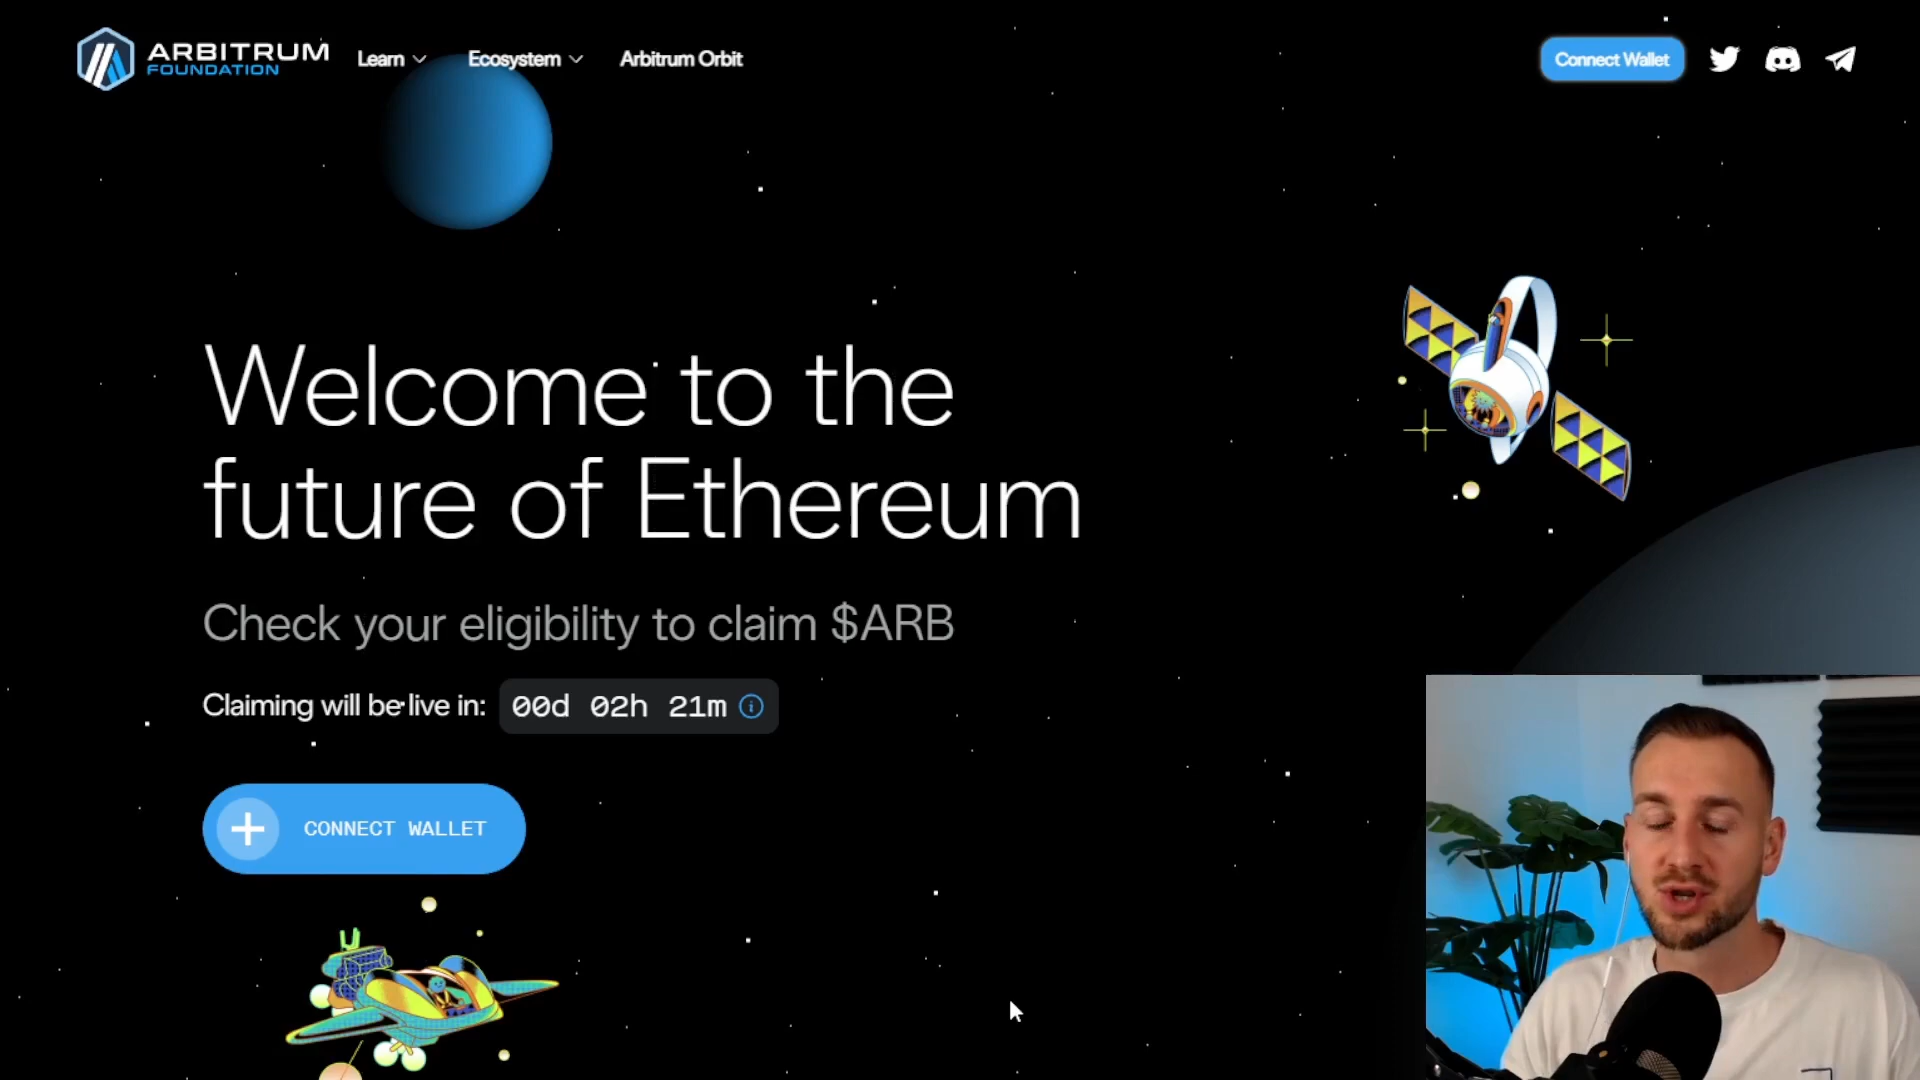 ARBITRUM
FOUNDATION
Learn
Ecosystem
Arbitrum Orbit
Connect Wallet
Welcome to the
future of Ethereum
Check your eligibility to claim $ARB
Claiming will be live in: 00d 02h 21m
CONNECT WALLET